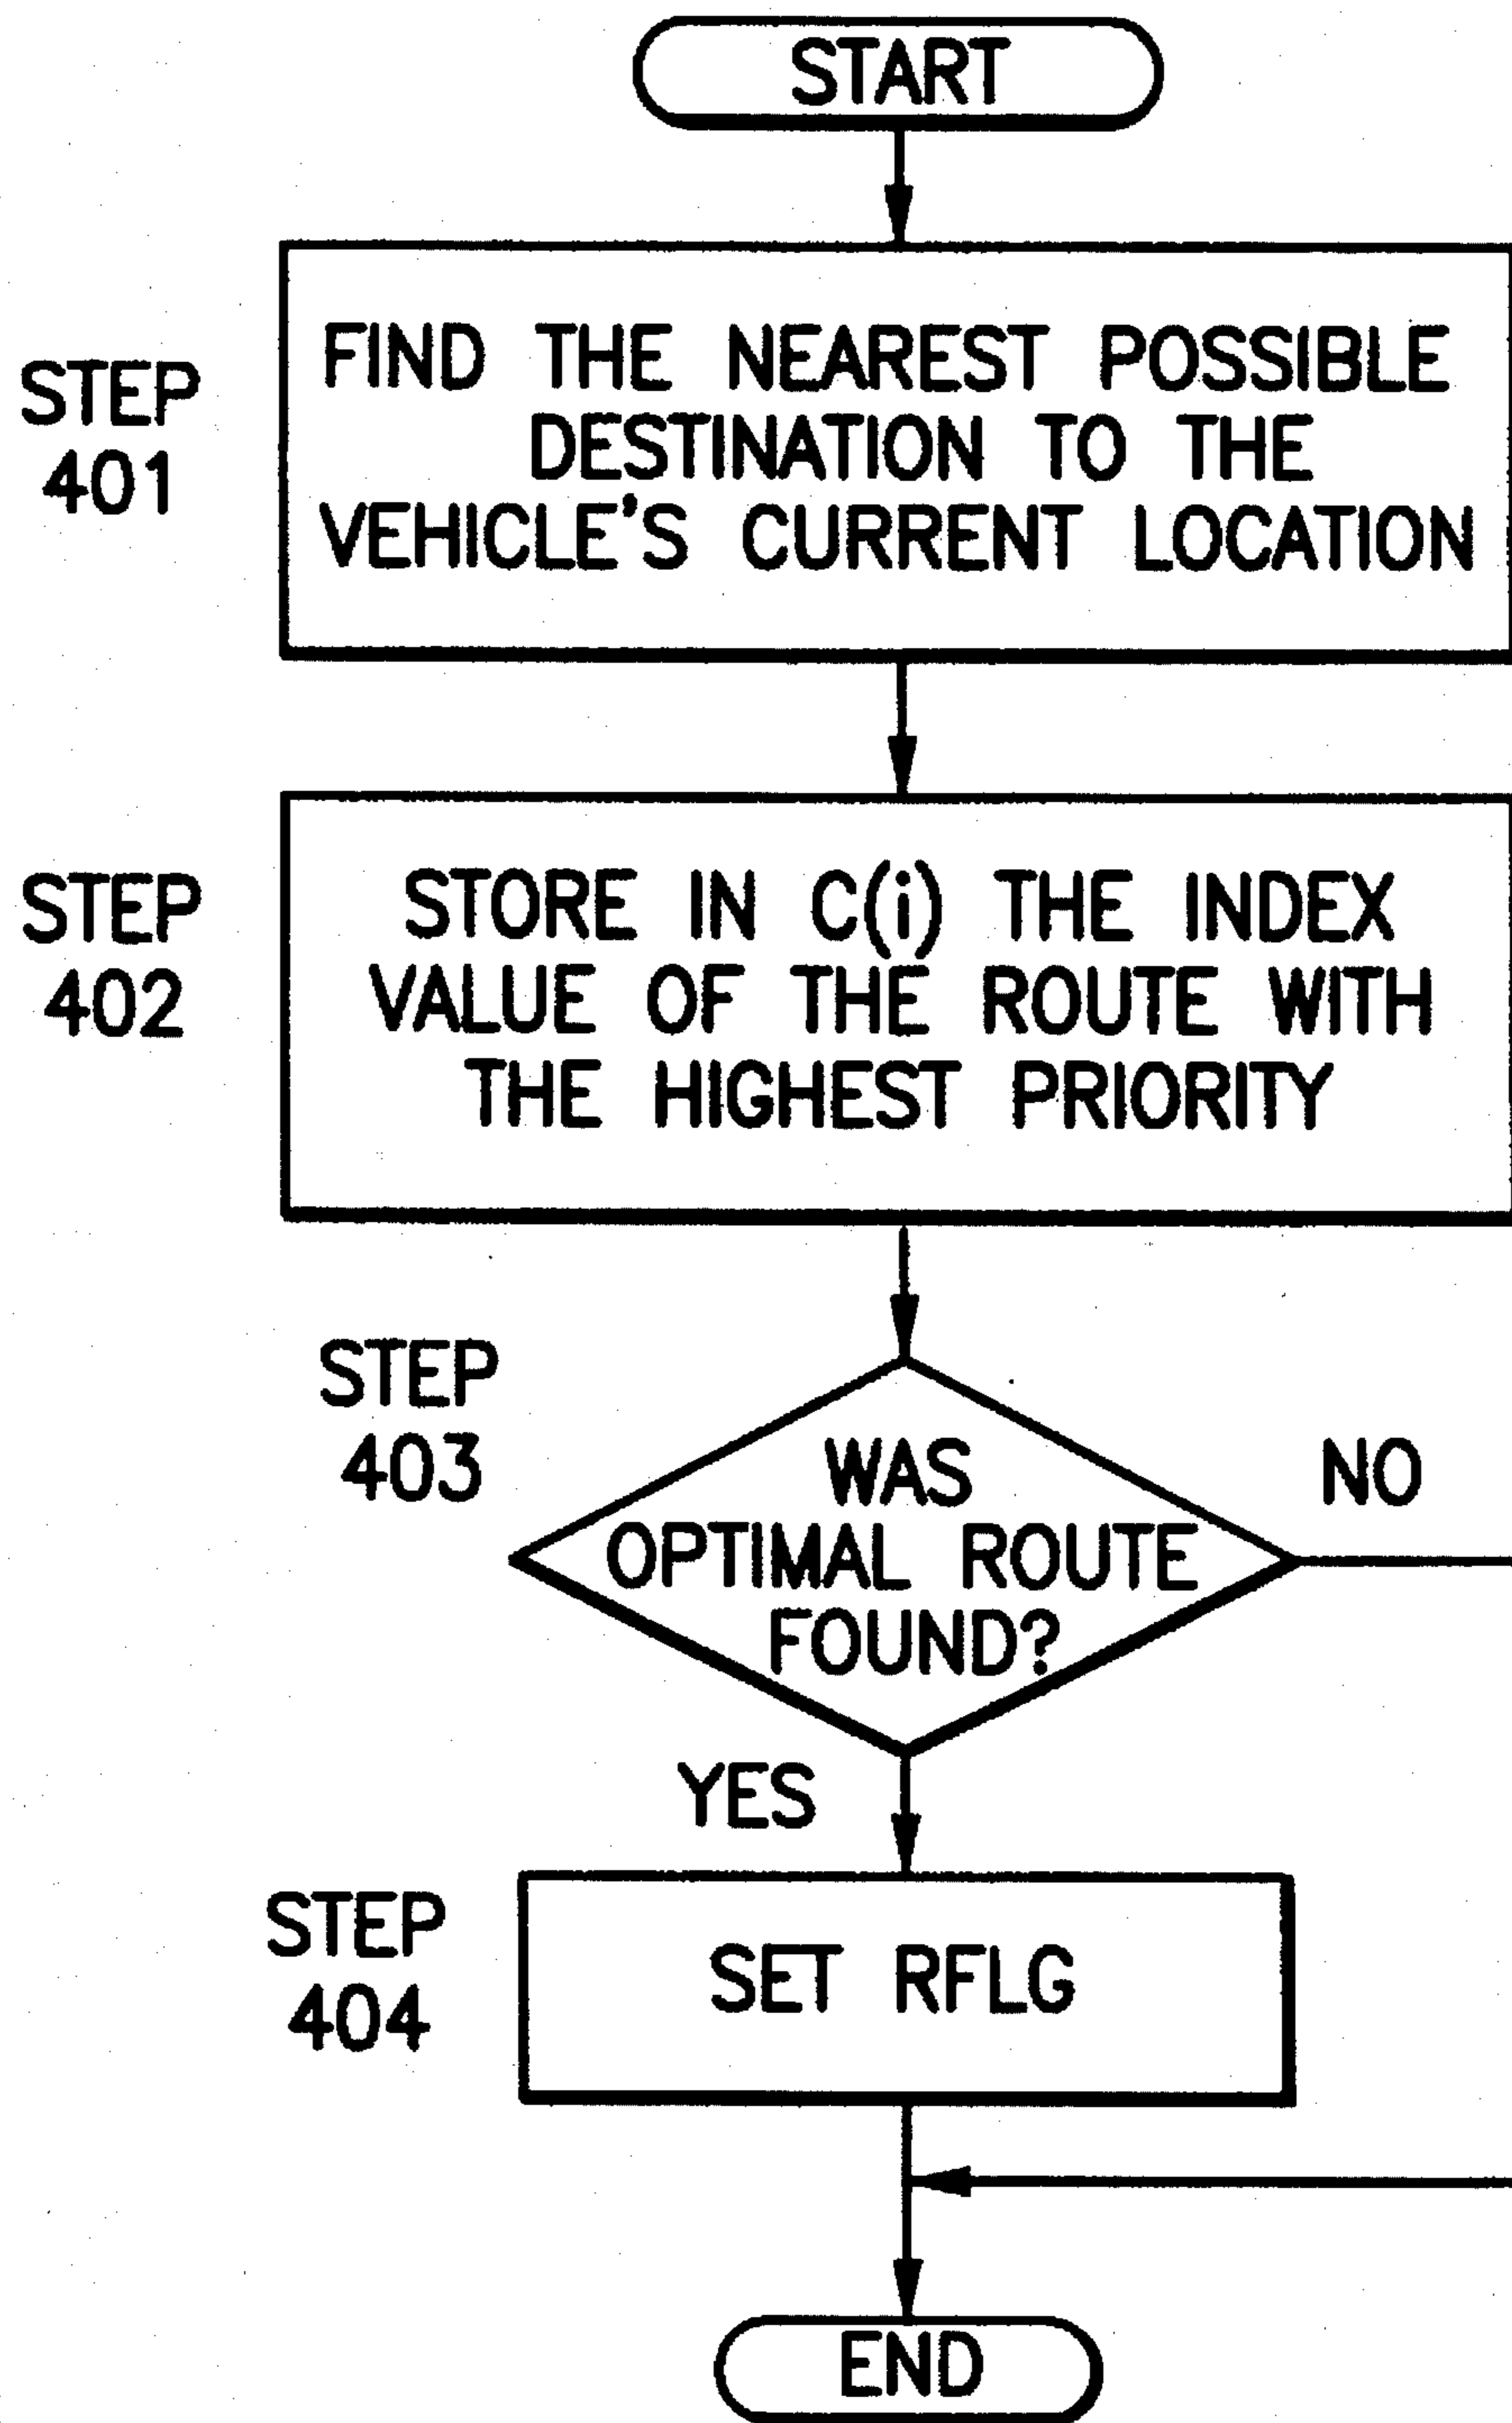 START
STEP
401
FIND THE NEAREST POSSIBLE
DESTINATION TO THE
VEHICLE'S CURRENT LOCATION
STEP
402
STORE IN C(i) THE INDEX
VALUE OF THE ROUTE WITH
THE HIGHEST PRIORITY
STEP
403
WAS
OPTIMAL ROUTE
FOUND?
NO
YES
STEP
404
SET RFLG
END